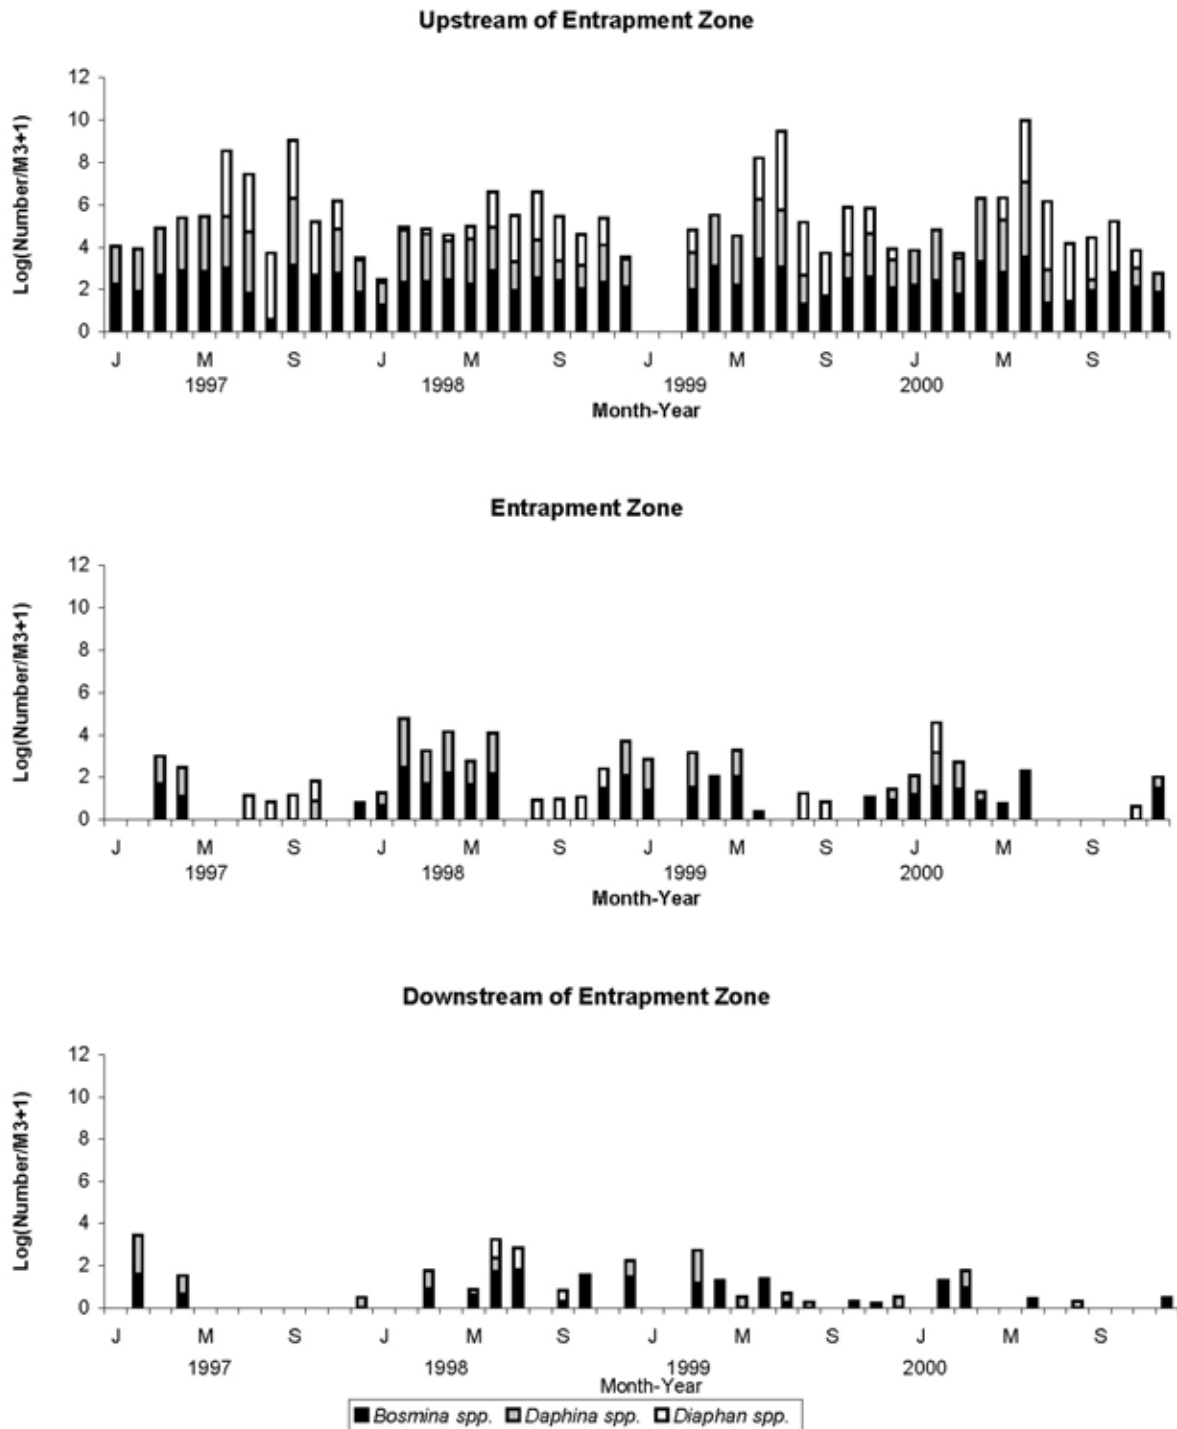 Upstream of Entrapment Zone
Log(Number/M3+1)
12
10
8
6
4
2
0
J M S J M S J M S J M S
1997 1998 1999 2000
Month-Year
Entrapment Zone
Log(Number/M3+1)
12
10
8
6
4
2
0
J M S J M S J M S J M S
1997 1998 1999 2000
Month-Year
Downstream of Entrapment Zone
Log(Number/M3+1)
12
10
8
6
4
2
0
J M S J M S J M S J M S
1997 1998 1999 2000
Month-Year
Bosmina spp. Daphina spp. Diaphan spp.